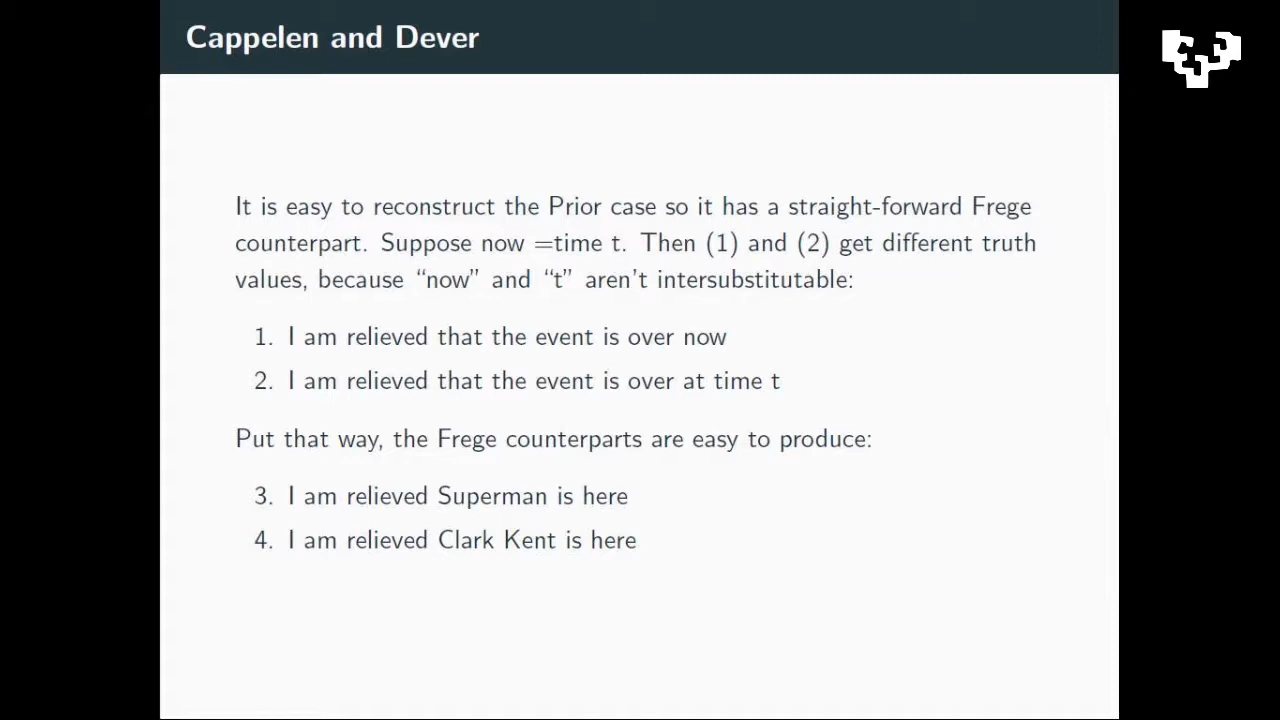 Cappelen and Dever
It is easy to reconstruct the Prior case so it has a straight-forward Frege
counterpart. Suppose now =time t. Then (1) and (2) get different truth
values, because “now” and “t” aren't intersubstitutable:
1. I am relieved that the event is over now
2. I am relieved that the event is over at time t
Put that way, the Frege counterparts are easy to produce:
3. I am relieved Superman is here
4. I am relieved Clark Kent is here